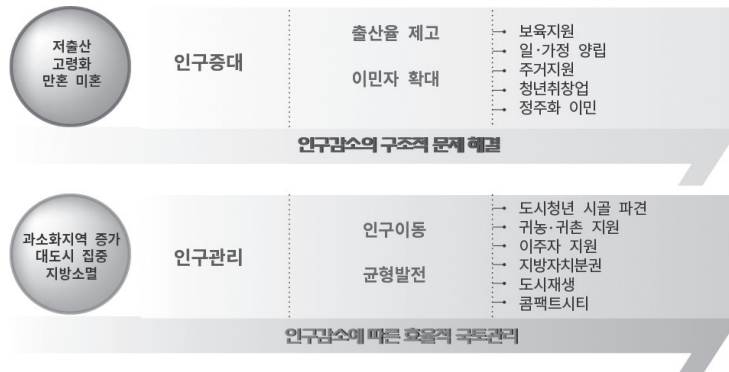 저출산
고령화
만혼 미혼
인구증대
출산율 제고
이민자 확대
보육지원
일·가정 양립
주거지원
청년취창업
정주화 이민
인구감소의 구조적 문제 해결
과소화지역 증가
대도시 집중
지방소멸
인구관리
인구이동
균형발전
도시청년 시골 파견
귀농·귀촌 지원
이주자 지원
지방자치분권
도시재생
콤팩트시티
인구감소에 따른 효율적 국토관리